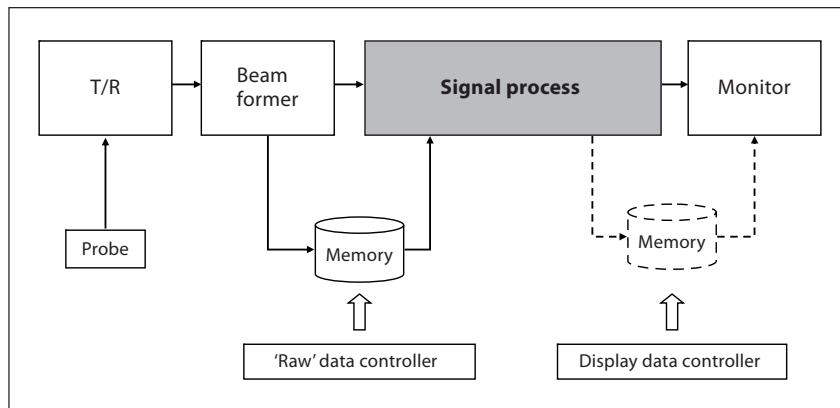 T/R
Beam
former
Signal process
Monitor
Probe
Memory
Memory
‘Raw’ data controller
Display data controller